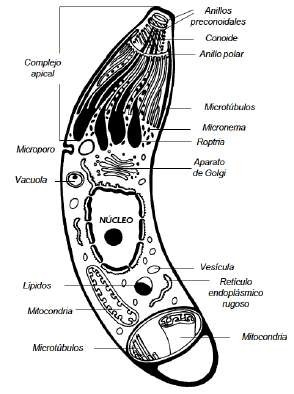 Anillos
preconoidales
Conoide
Anillo polar
Complejo
apical
Microtúbulos
Micronema
Roptria
Microporo
Aparato
de Golgi
Vacuola
NÚCLEO
Vesícula
Lípidos
Retículo
endoplásmico
rugoso
Mitocondria
Mitocondria
Microtúbulos